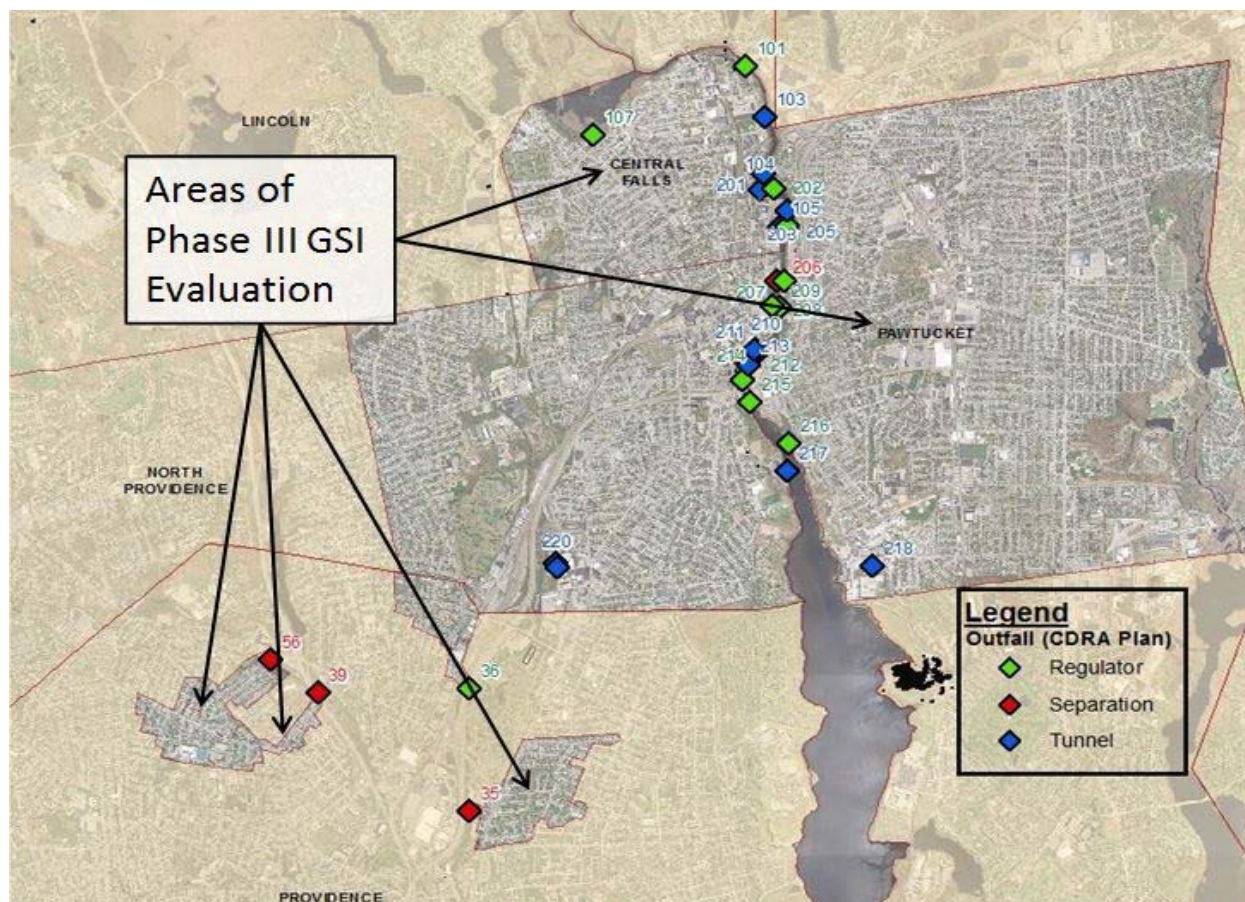 101
103
LINCOLN
107
Areas of
Phase III GSI
Evaluation
CENTRAL
FALLS
104
201
202
105
203
205
206
207
209
210
211
213
214
212
PAWTUCKET
215
216
217
NORTH
PROVIDENCE
220
218
Legend
Outfall (CDRA Plan)
Regulator
Separation
Tunnel
56
39
36
35
PROVIDENCE